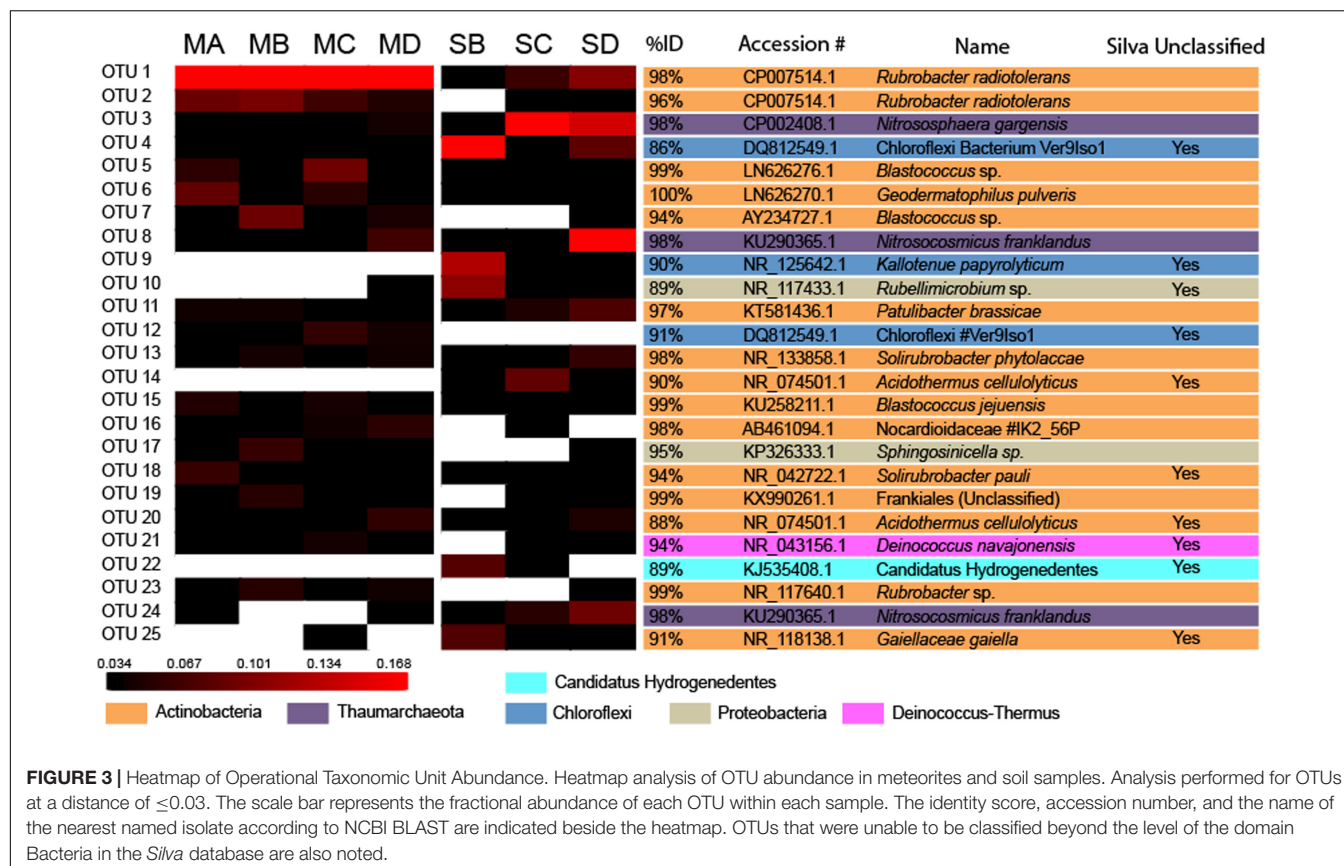 MA MB MC MD SB SC SD %ID Accession # Name Silva Unclassified
OTU 1 98% CP007514.1 Rubrobacter radiotolerans
OTU 2 96% CP007514.1 Rubrobacter radiotolerans
OTU 3 98% CP002408.1 Nitrososphaera gargensis
OTU 4 86% DQ812549.1 Chloroflexi Bacterium Ver9Iso1 Yes
OTU 5 99% LN626276.1 Blastococcus sp.
OTU 6 100% LN626270.1 Geodermatophilus pulveris
OTU 7 94% AY234727.1 Blastococcus sp.
OTU 8 98% KU290365.1 Nitrosocosmicus franklandus
OTU 9 90% NR_125642.1 Kallotenue papyrolyticum Yes
OTU 10 89% NR_117433.1 Rubellimicrobium sp. Yes
OTU 11 97% KT581436.1 Patulibacter brassicae
OTU 12 91% DQ812549.1 Chloroflexi #Ver9Iso1 Yes
OTU 13 98% NR_133858.1 Solirubrobacter phytolaccae
OTU 14 90% NR_074501.1 Acidothermus cellulolyticus Yes
OTU 15 99% KU258211.1 Blastococcus jejuensis
OTU 16 98% AB461094.1 Nocardioidaceae #IK2_56P
OTU 17 95% KP326333.1 Sphingosinicella sp.
OTU 18 94% NR_042722.1 Solirubrobacter pauli Yes
OTU 19 99% KX990261.1 Frankiales (Unclassified)
OTU 20 88% NR_074501.1 Acidothermus cellulolyticus Yes
OTU 21 94% NR_043156.1 Deinococcus navajonensis Yes
OTU 22 89% KJ535408.1 Candidatus Hydrogenedentes Yes
OTU 23 99% NR_117640.1 Rubrobacter sp.
OTU 24 98% KU290365.1 Nitrosocosmicus franklandus
OTU 25 91% NR_118138.1 Gaiellaceae gaiella Yes
0.034 0.067 0.101 0.134 0.168
Candidatus Hydrogenedentes
Actinobacteria Thaumarchaeota Chloroflexi Proteobacteria Deinococcus-Thermus
FIGURE 3 | Heatmap of Operational Taxonomic Unit Abundance. Heatmap analysis of OTU abundance in meteorites and soil samples. Analysis performed for OTUs
at a distance of ≤0.03. The scale bar represents the fractional abundance of each OTU within each sample. The identity score, accession number, and the name of
the nearest named isolate according to NCBI BLAST are indicated beside the heatmap. OTUs that were unable to be classified beyond the level of the domain
Bacteria in the Silva database are also noted.